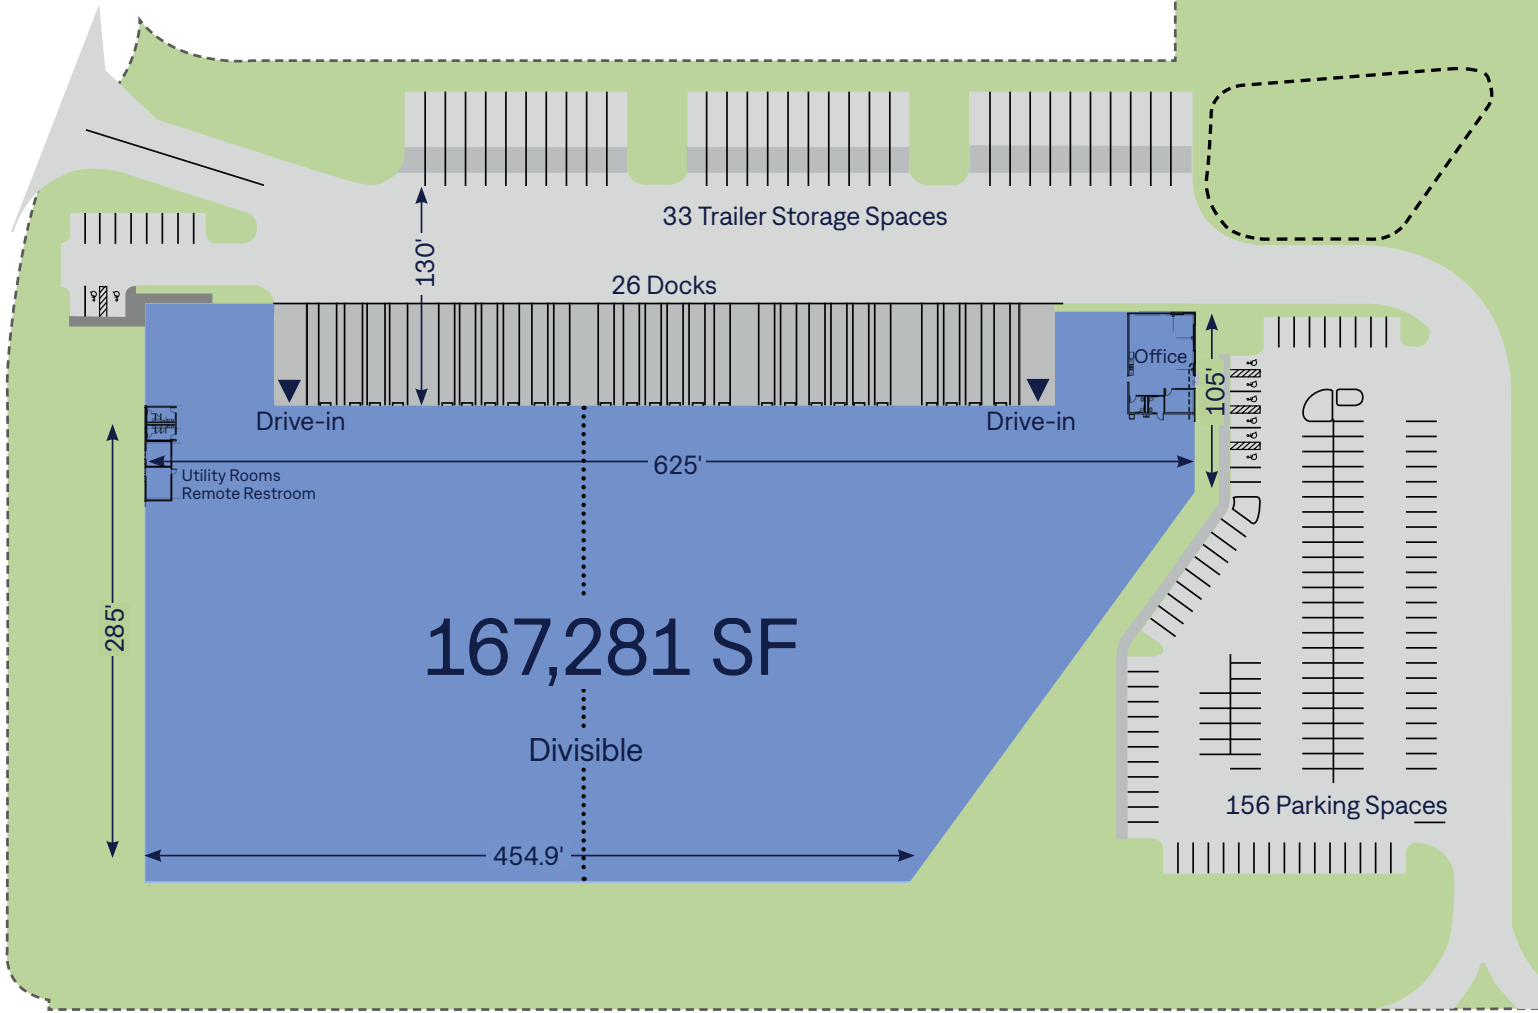 33 Trailer Storage Spaces
130'
26 Docks
Office
105'
Drive-in
Drive-in
625'
Utility Rooms
Remote Restroom
285'
167,281 SF
Divisible
156 Parking Spaces
454.9'